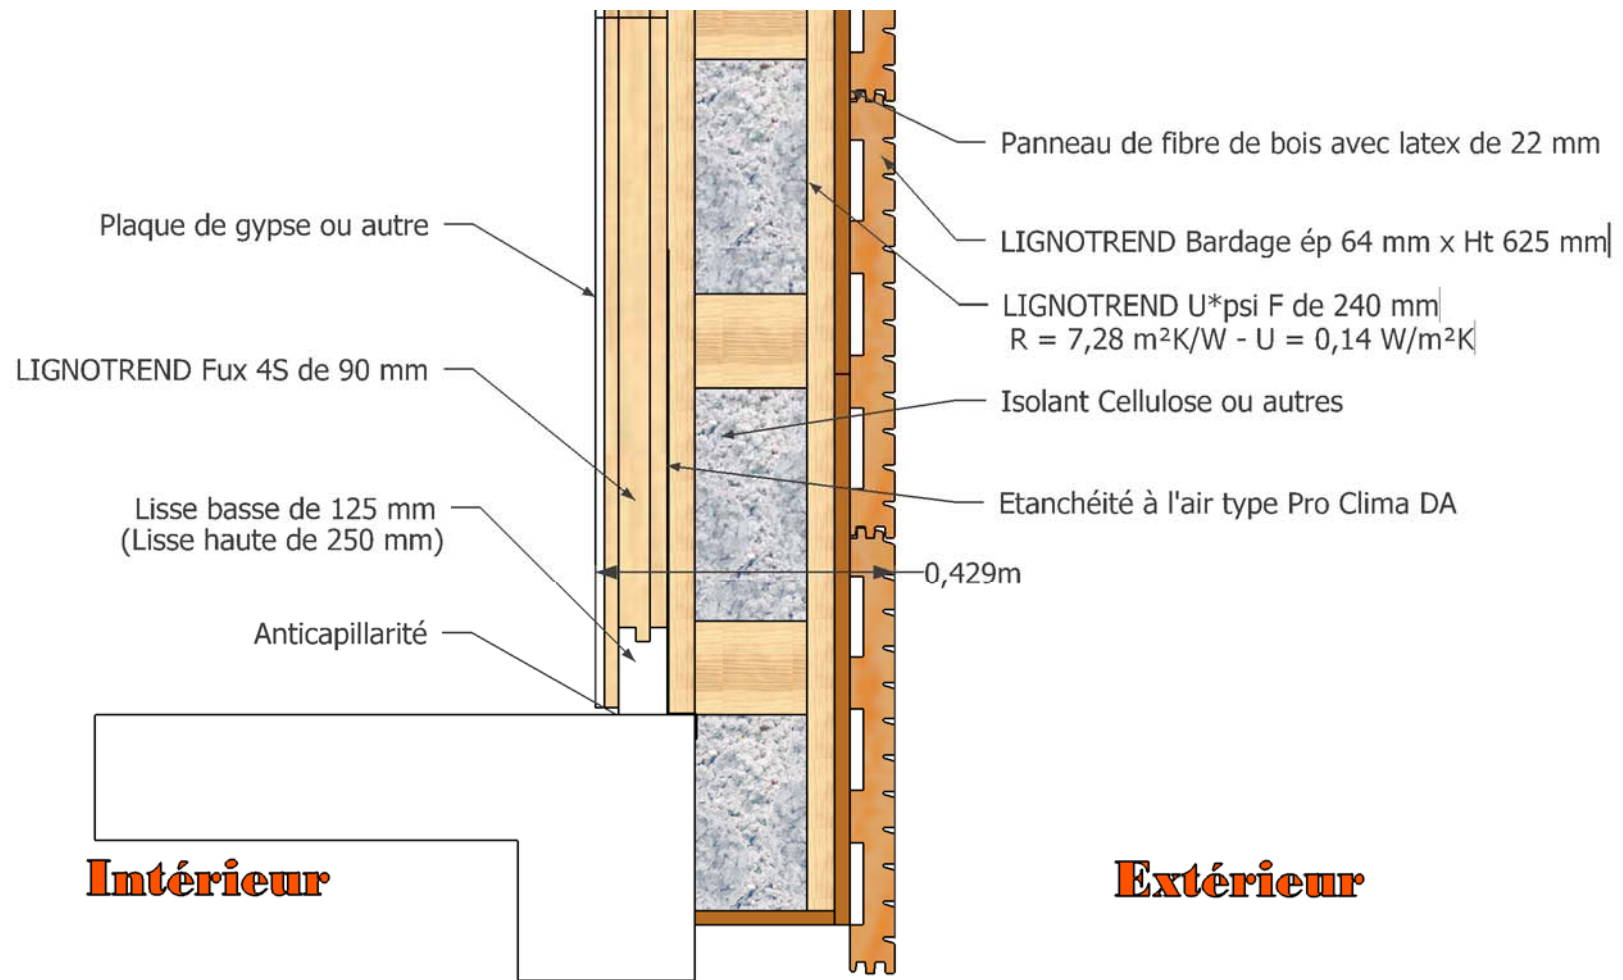 Plaque de gypse ou autre
LIGNOTREND Fux 4S de 90 mm
Lisse basse de 125 mm
(Lisse haute de 250 mm)
Anticapillarité
Intérieur
Panneau de fibre de bois avec latex de 22 mm
LIGNOTREND Bardage ép 64 mm x Ht 625 mm
LIGNOTREND U*psi F de 240 mm
R = 7,28 m²K/W - U = 0,14 W/m²K
Isolant Cellulose ou autres
Etanchéité à l'air type Pro Clima DA
0,429m
Extérieur